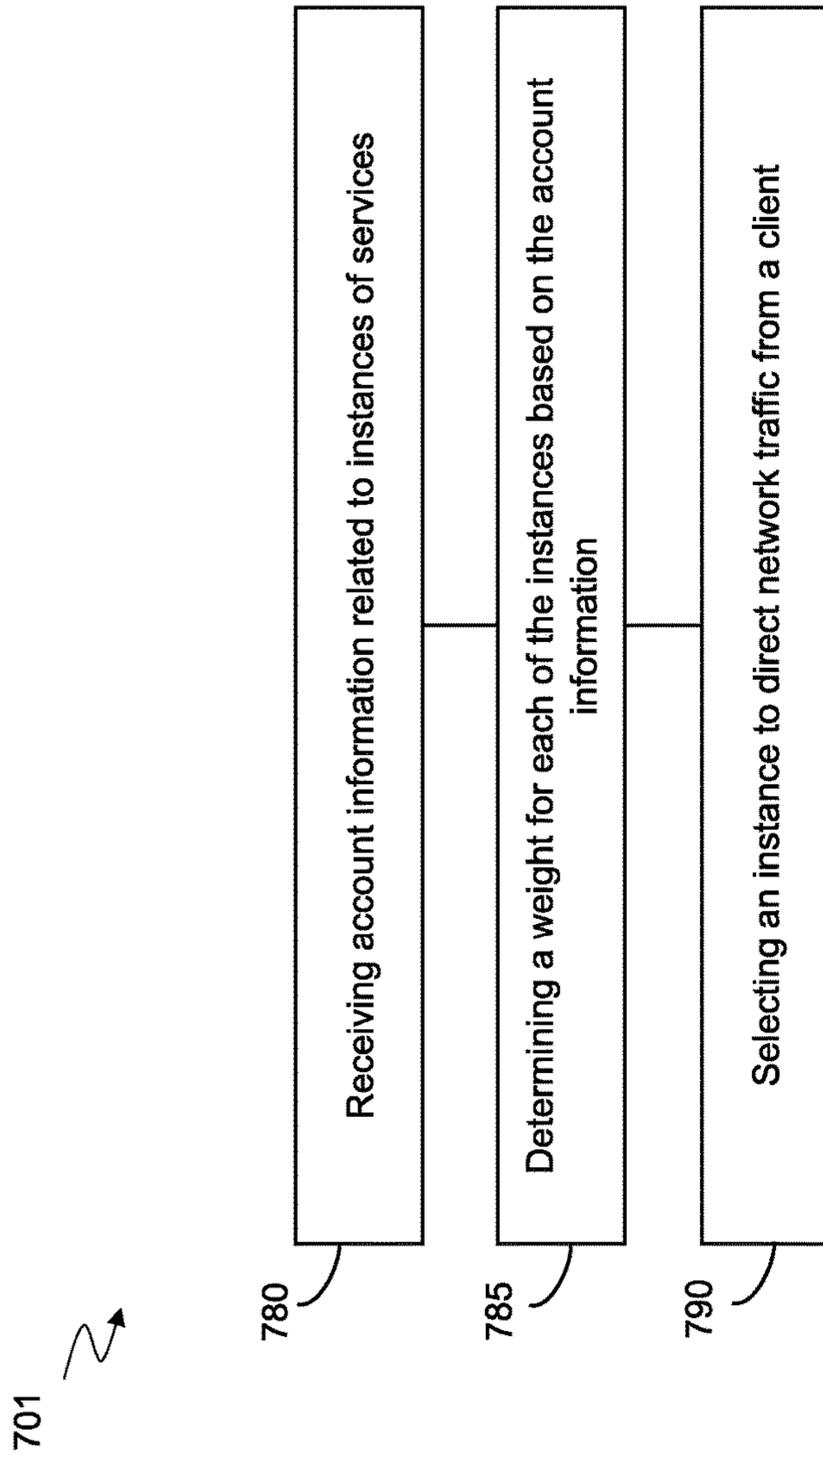 701
780
Receiving account information related to instances of services
785
Determining a weight for each of the instances based on the account
information
790
Selecting an instance to direct network traffic from a client